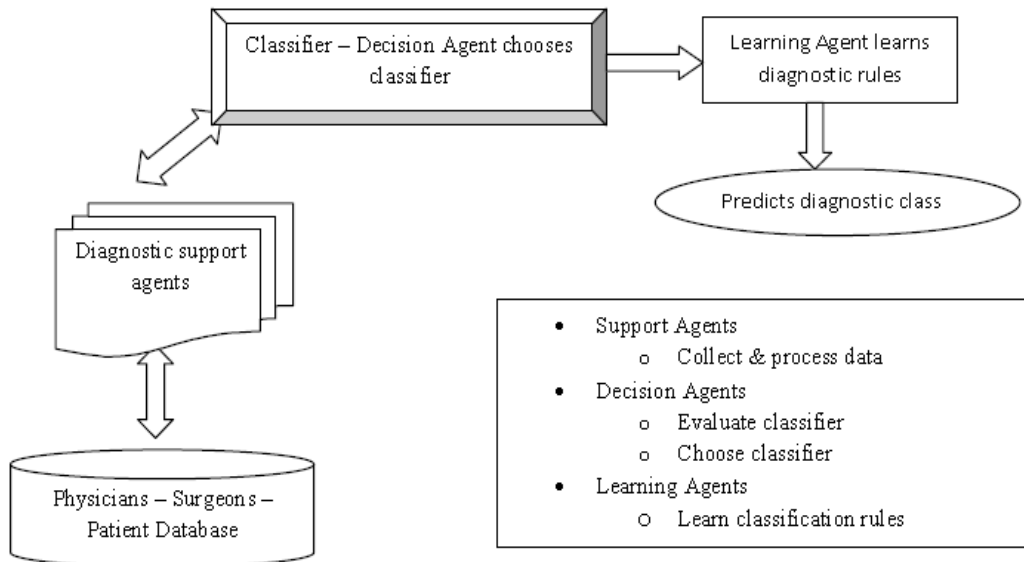 Classifier – Decision Agent chooses
classifier
Learning Agent learns
diagnostic rules
Predicts diagnostic class
Diagnostic support
agents
Physicians – Surgeons –
Patient Database
• Support Agents
o Collect & process data
• Decision Agents
o Evaluate classifier
o Choose classifier
• Learning Agents
o Learn classification rules